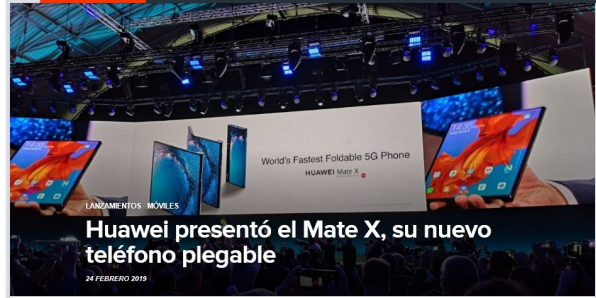 World's Fastest Foldable 5G Phone
HUAWEI Mate X
LANZAMIENTOS MÓVILES
Huawei presentó el Mate X, su nuevo
teléfono plegable
24 FEBRERO 2019